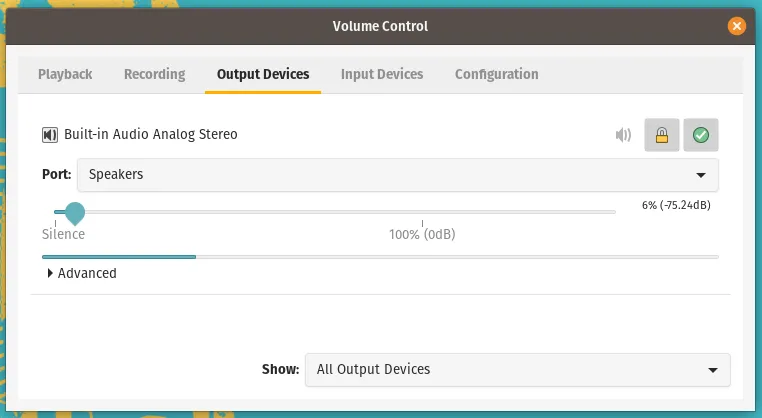 Volume Control
Playback Recording Output Devices Input Devices Configuration
Built-in Audio Analog Stereo
Port: Speakers
6% (-75.24dB)
Silence 100% (0dB)
Advanced
Show: All Output Devices